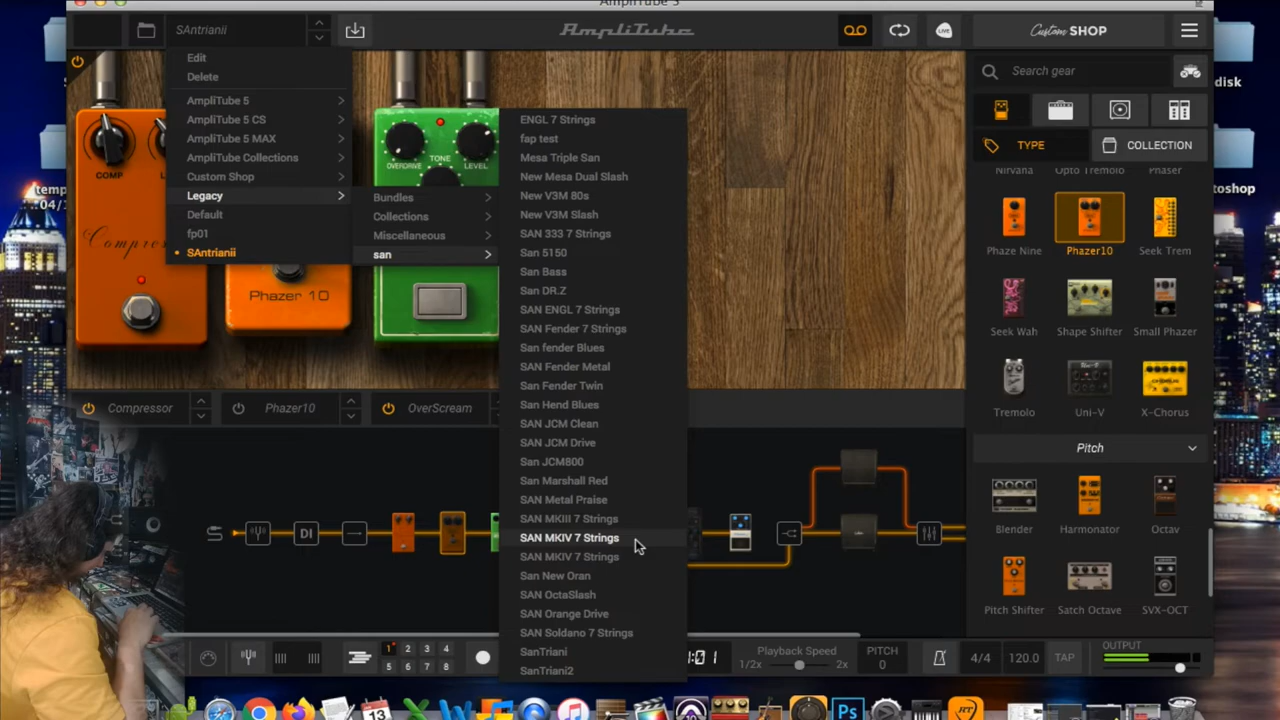 AmpliTube 5
SAntrianii
AMPLITUBE
LIVE
Custom SHOP
Edit
Delete
AmpliTube 5
AmpliTube 5 CS
AmpliTube 5 MAX
AmpliTube Collections
Custom Shop
Legacy
Default
fp01
SAntrianii
Bundles
Collections
Miscellaneous
san
ENGL 7 Strings
fap test
Mesa Triple San
New Mesa Dual Slash
New V3M 80s
New V3M Slash
SAN 333 7 Strings
San 5150
San Bass
San DR.Z
SAN ENGL 7 Strings
SAN Fender 7 Strings
San fender Blues
SAN Fender Metal
San Fender Twin
San Hend Blues
SAN JCM Clean
SAN JCM Drive
San JCM800
San Marshall Red
SAN Metal Praise
SAN MKIII 7 Strings
SAN MKIV 7 Strings
SAN MKIV 7 Strings
San New Oran
SAN OctaSlash
SAN Orange Drive
SAN Soldano 7 Strings
SanTriani
SanTriani2
COMP
Phazer 10
OVERDRIVE
TONE
LEVEL
Compressor
Phazer10
OverScream
DI
Search gear
TYPE
COLLECTION
Nirvana
Opto Tremolo
Phaser
Phaze Nine
Phazer10
Seek Trem
Seek Wah
Shape Shifter
Small Phazer
Tremolo
Uni-V
X-Chorus
Pitch
Blender
Harmonator
Octav
Pitch Shifter
Satch Octave
SVX-OCT
1 2 3 4
5 6 7 8
Playback Speed
1/2x
2x
PITCH
0
4/4
120.0
TAP
OUTPUT
disk
toshop
temp
13
Ps